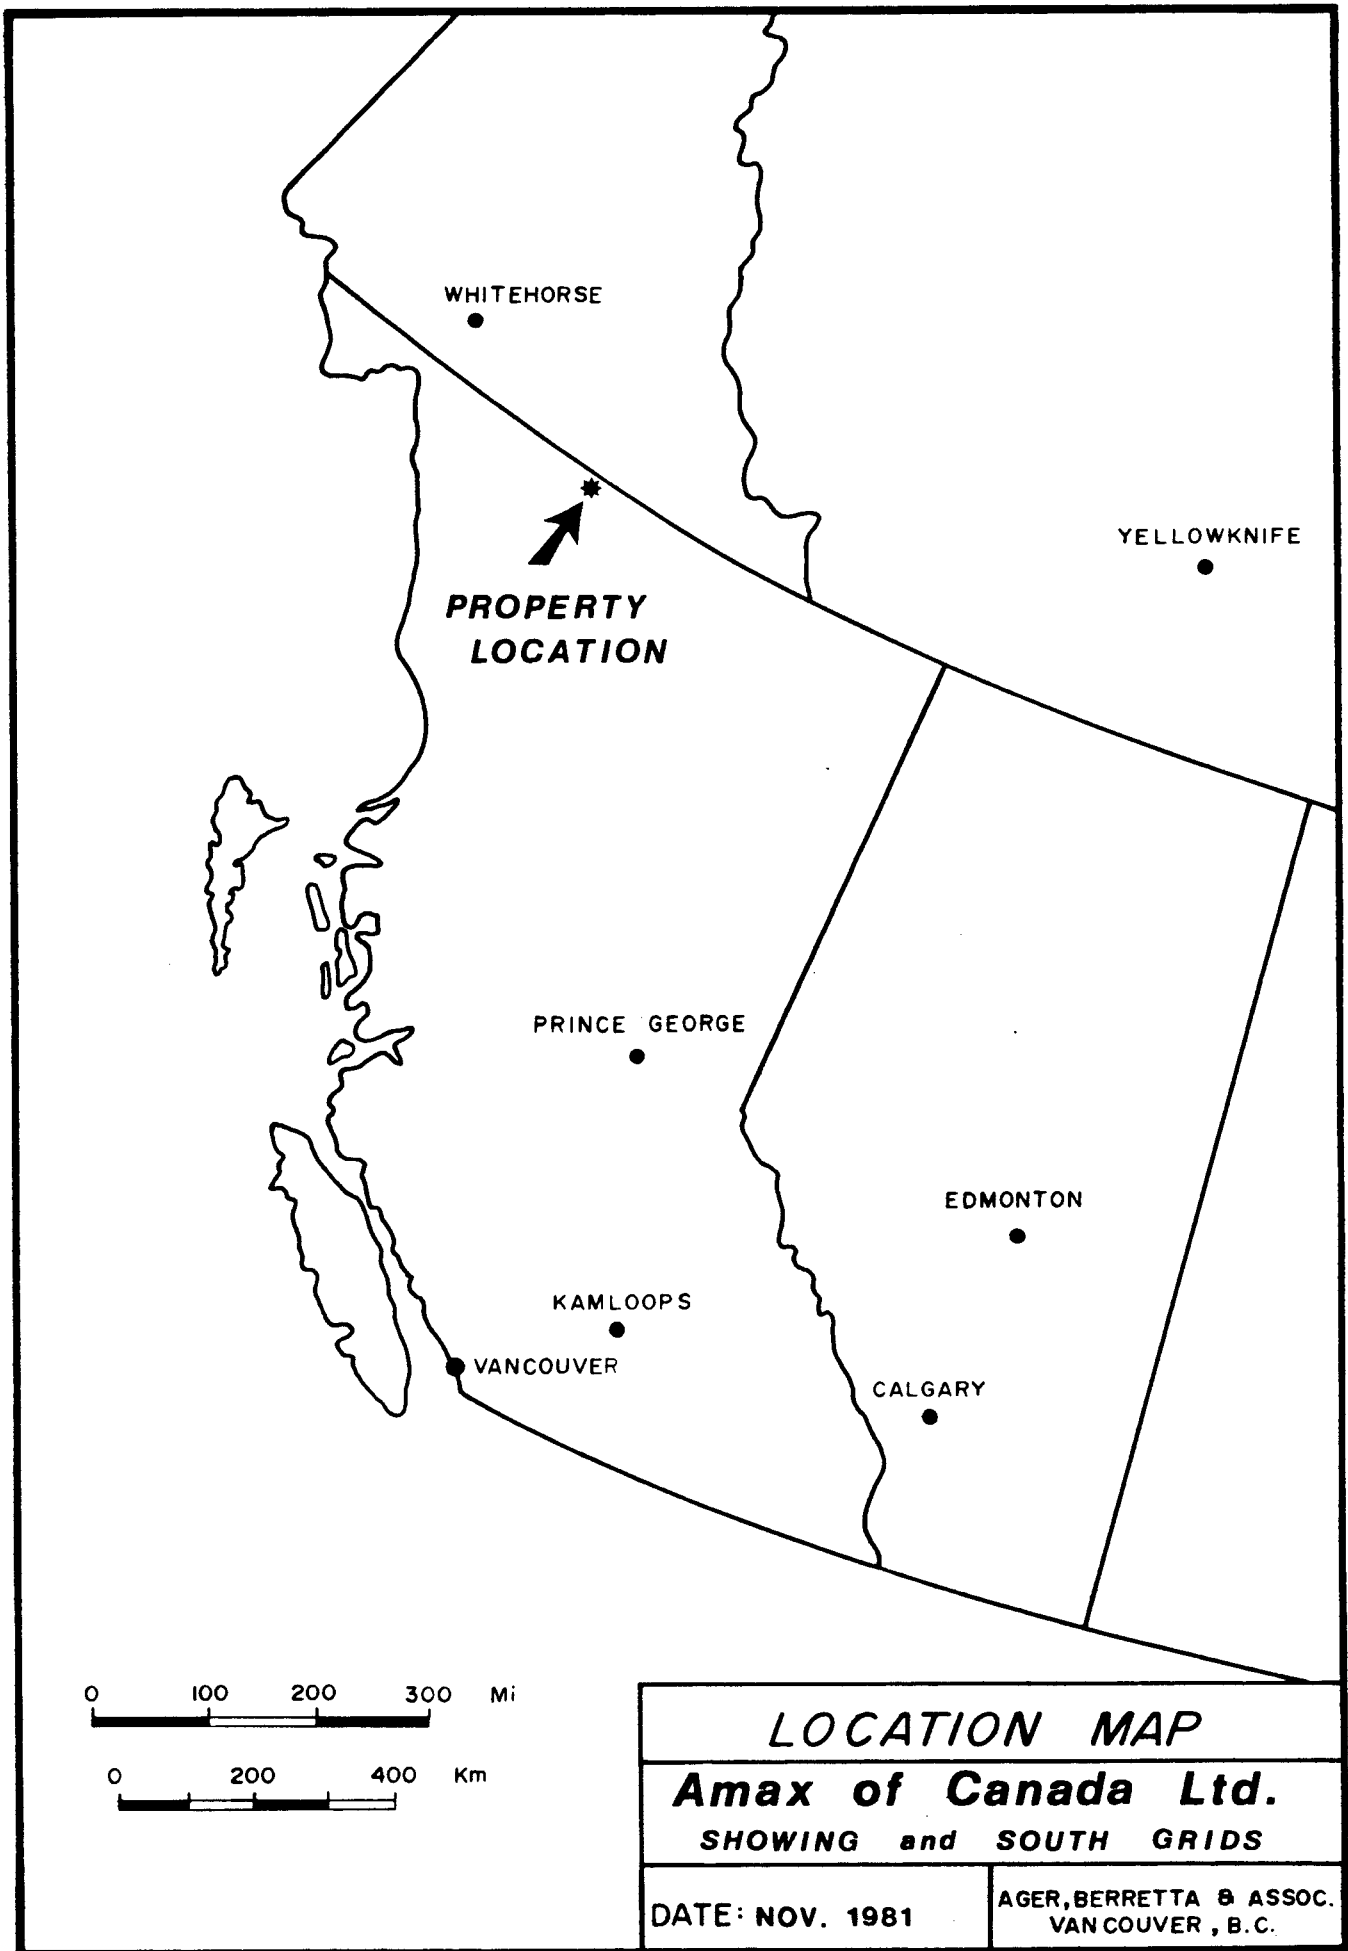 WHITEHORSE
YELLOWKNIFE
PROPERTY
LOCATION
PRINCE GEORGE
EDMONTON
KAMLOOPS
VANCOUVER
CALGARY
0 100 200 300 Mi
0 200 400 Km
LOCATION MAP
Amax of Canada Ltd.
SHOWING and SOUTH GRIDS
DATE: NOV. 1981
AGER, BERRETTA & ASSOC.
VANCOUVER, B.C.